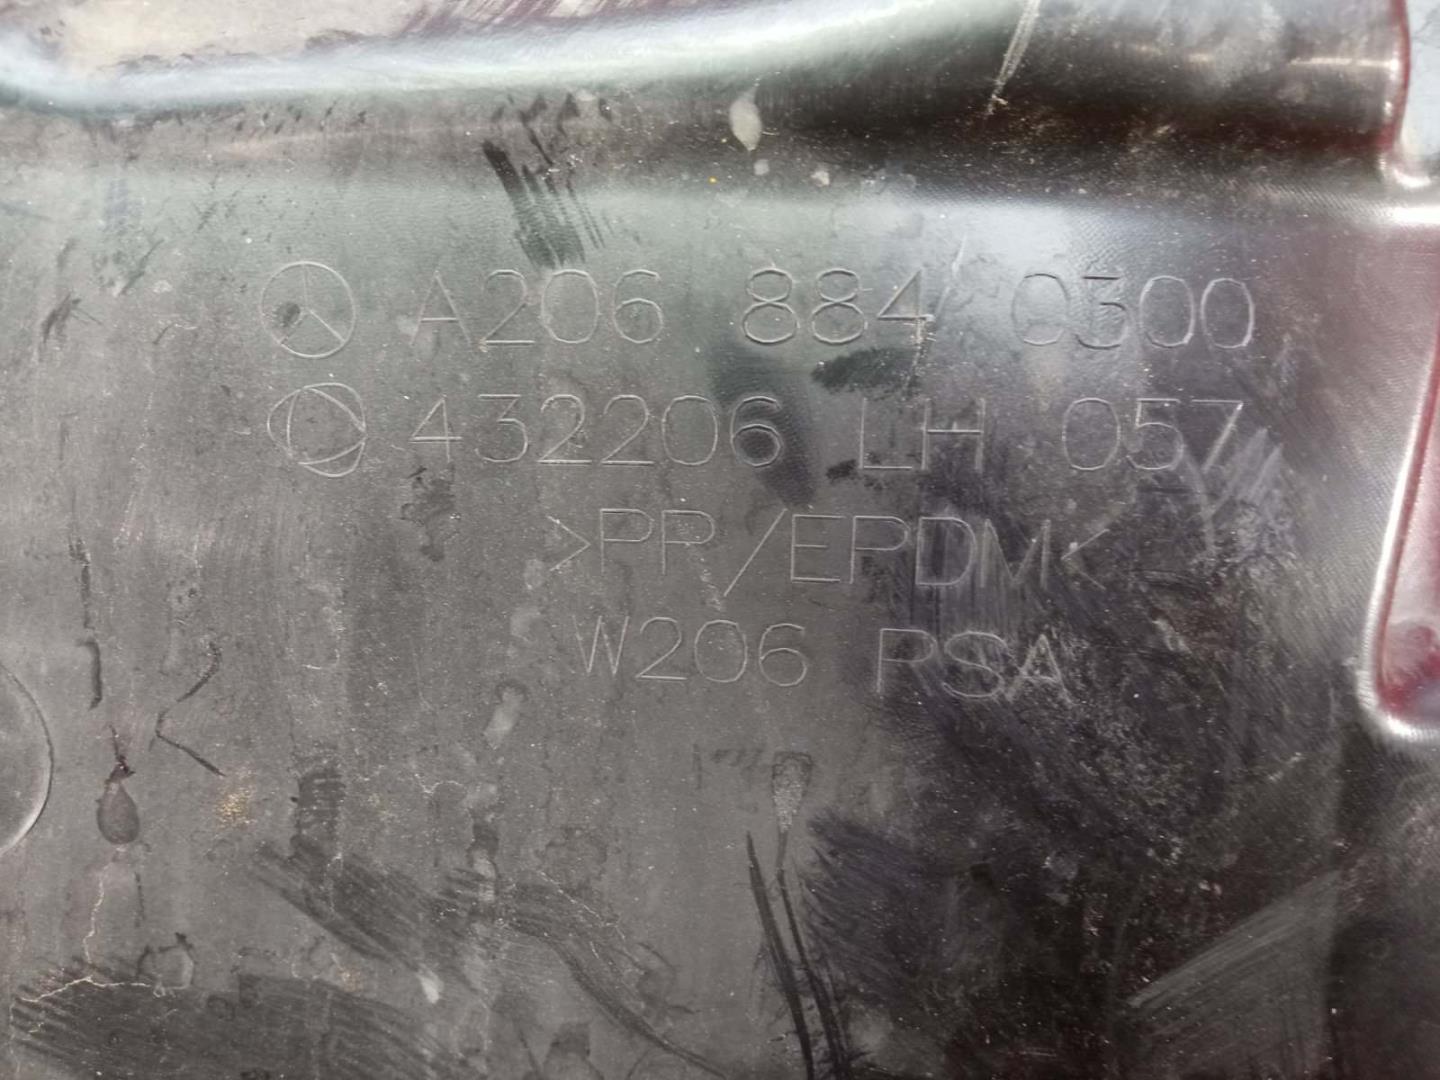 A206 884 0300
432206 LH 057
>PP/EPDM<
W206 RSA